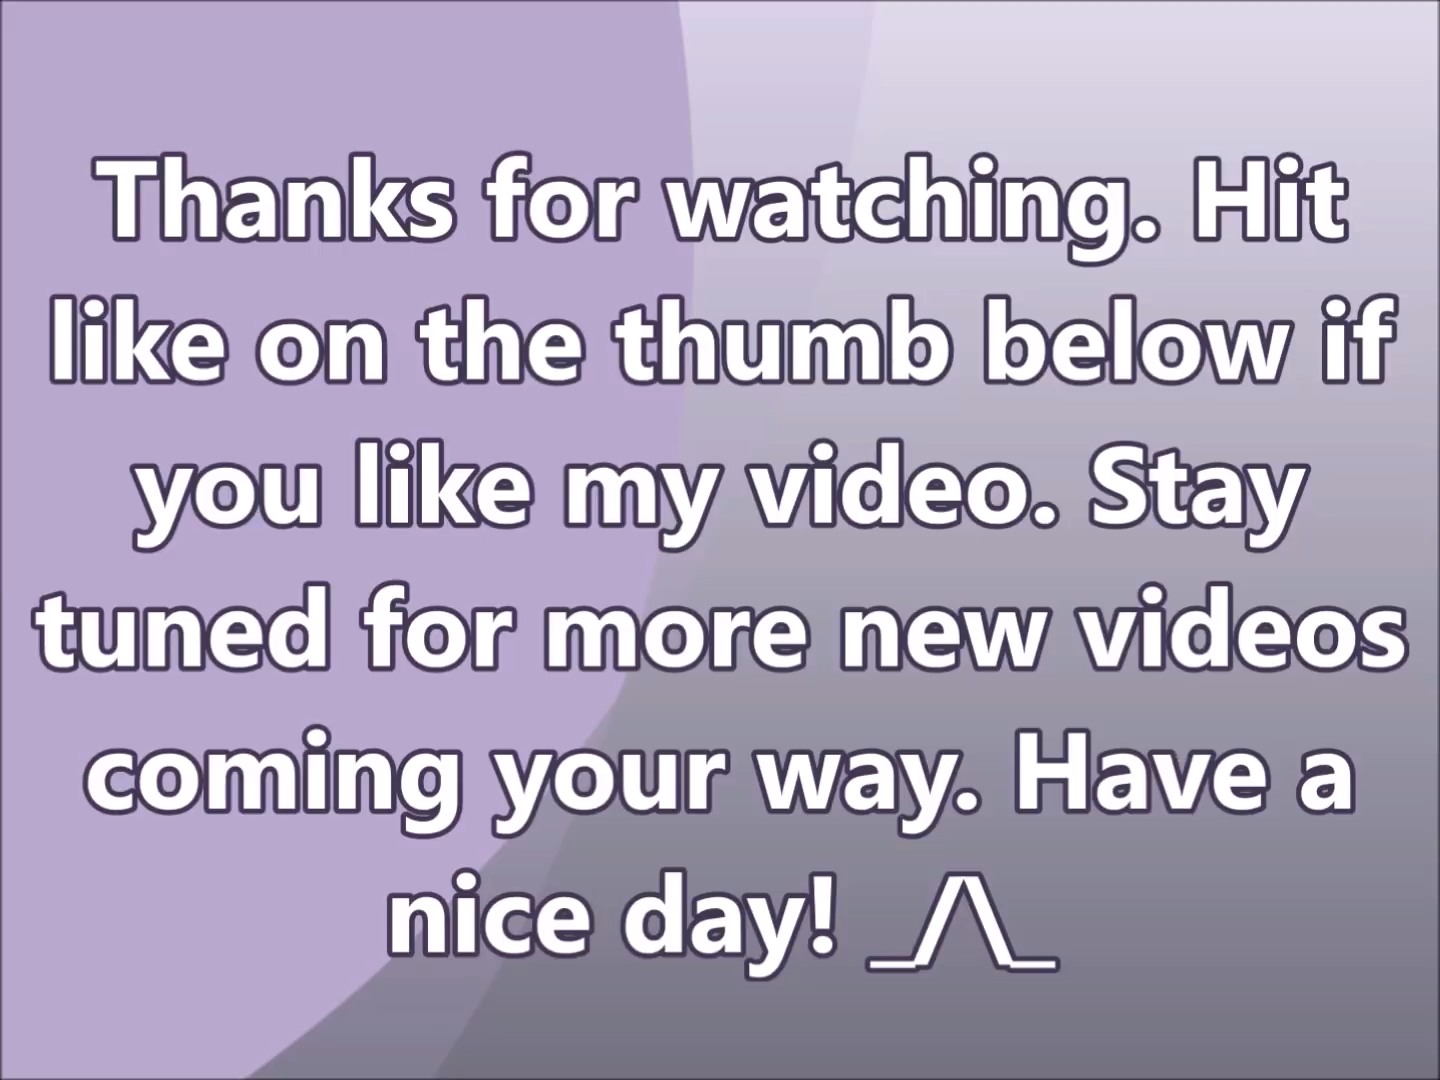 Thanks for watching. Hit
like on the thumb below if
you like my video. Stay
tuned for more new videos
coming your way. Have a
nice day! _/\_